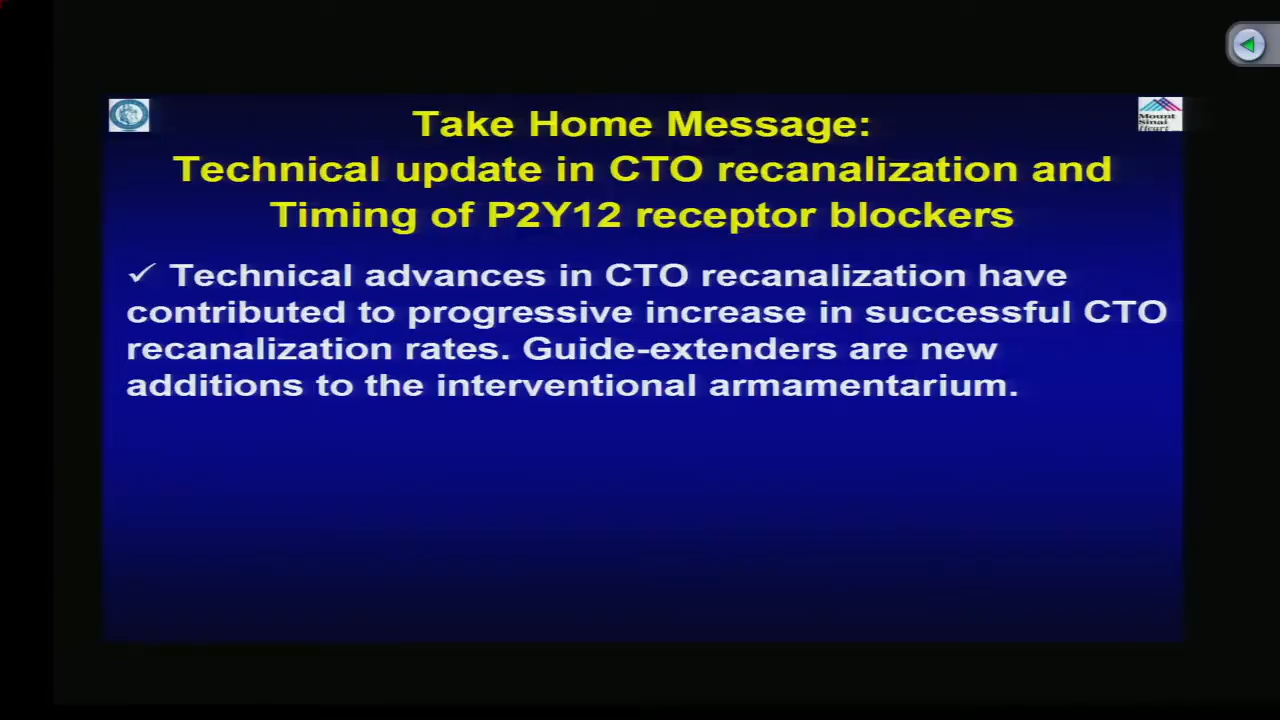 Mount
Sinai
Heart
Take Home Message:
Technical update in CTO recanalization and
Timing of P2Y12 receptor blockers
✓ Technical advances in CTO recanalization have
contributed to progressive increase in successful CTO
recanalization rates. Guide-extenders are new
additions to the interventional armamentarium.